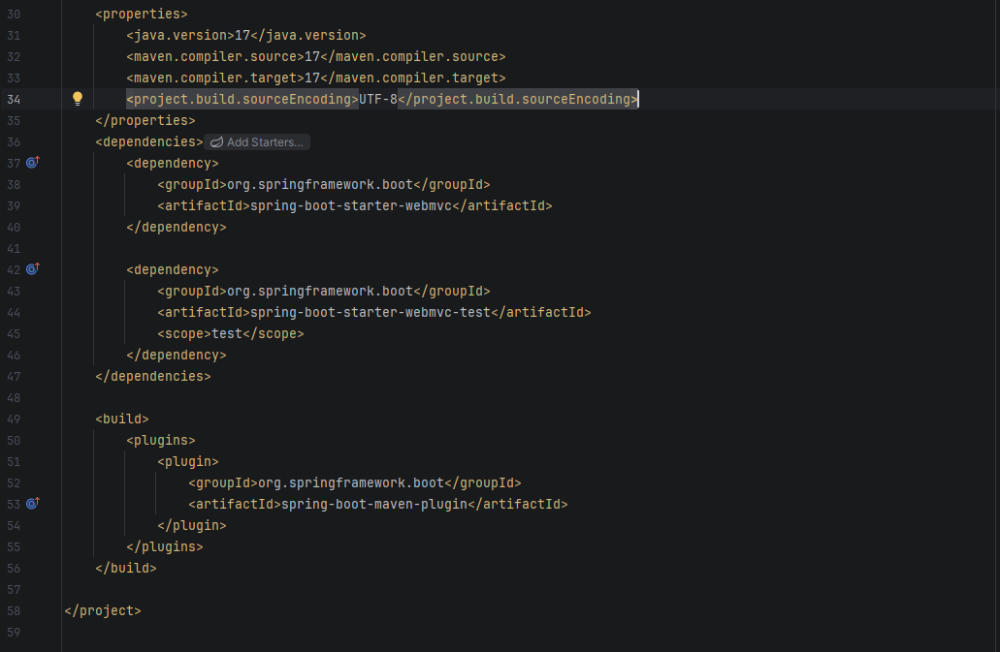 30 <properties>
31 <java.version>17</java.version>
32 <maven.compiler.source>17</maven.compiler.source>
33 <maven.compiler.target>17</maven.compiler.target>
34 <project.build.sourceEncoding>UTF-8</project.build.sourceEncoding>
35 </properties>
36 <dependencies> Add Starters...
37 <dependency>
38 <groupId>org.springframework.boot</groupId>
39 <artifactId>spring-boot-starter-webmvc</artifactId>
40 </dependency>
41
42 <dependency>
43 <groupId>org.springframework.boot</groupId>
44 <artifactId>spring-boot-starter-webmvc-test</artifactId>
45 <scope>test</scope>
46 </dependency>
47 </dependencies>
48
49 <build>
50 <plugins>
51 <plugin>
52 <groupId>org.springframework.boot</groupId>
53 <artifactId>spring-boot-maven-plugin</artifactId>
54 </plugin>
55 </plugins>
56 </build>
57
58 </project>
59